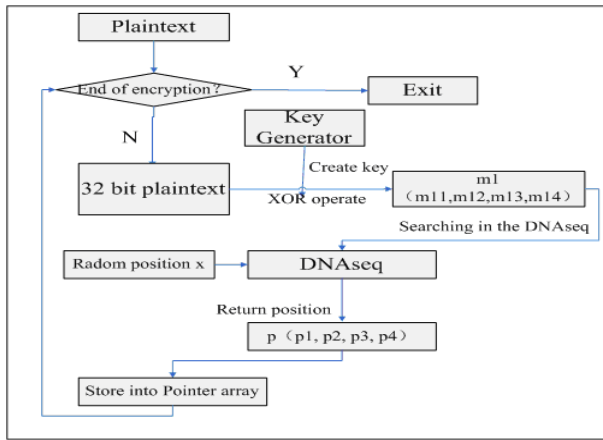 Plaintext
End of encryption？
Y
Exit
Key
Generator
N
Create key
32 bit plaintext
XOR operate
m1
（m11,m12,m13,m14）
Searching in the DNAseq
Radom position x
DNAseq
Return position
p（p1, p2, p3, p4）
Store into Pointer array